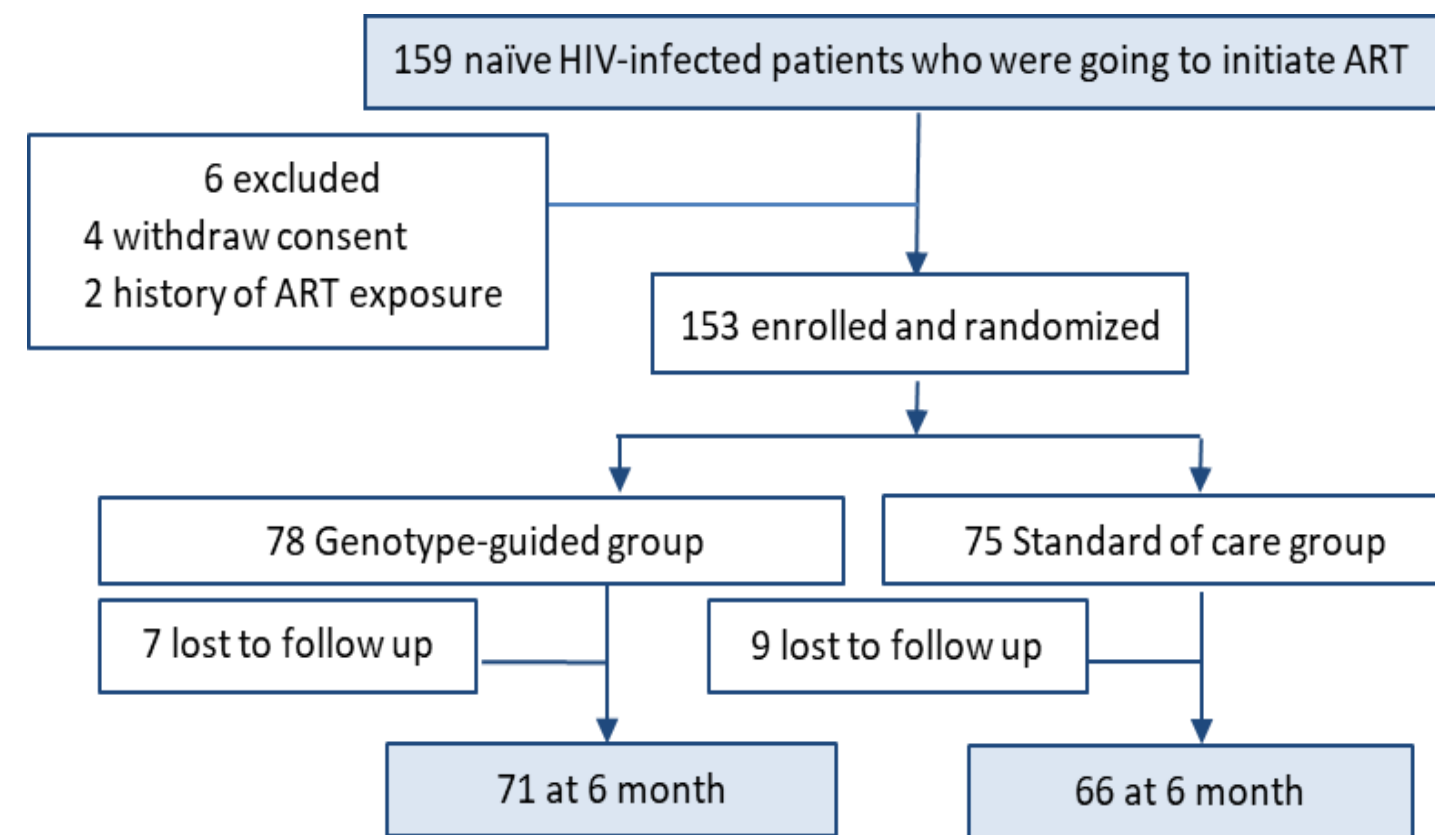 159 naïve HIV-infected patients who were going to initiate ART
6 excluded
4 withdraw consent
2 history of ART exposure
153 enrolled and randomized
78 Genotype-guided group
75 Standard of care group
7 lost to follow up
9 lost to follow up
71 at 6 month
66 at 6 month